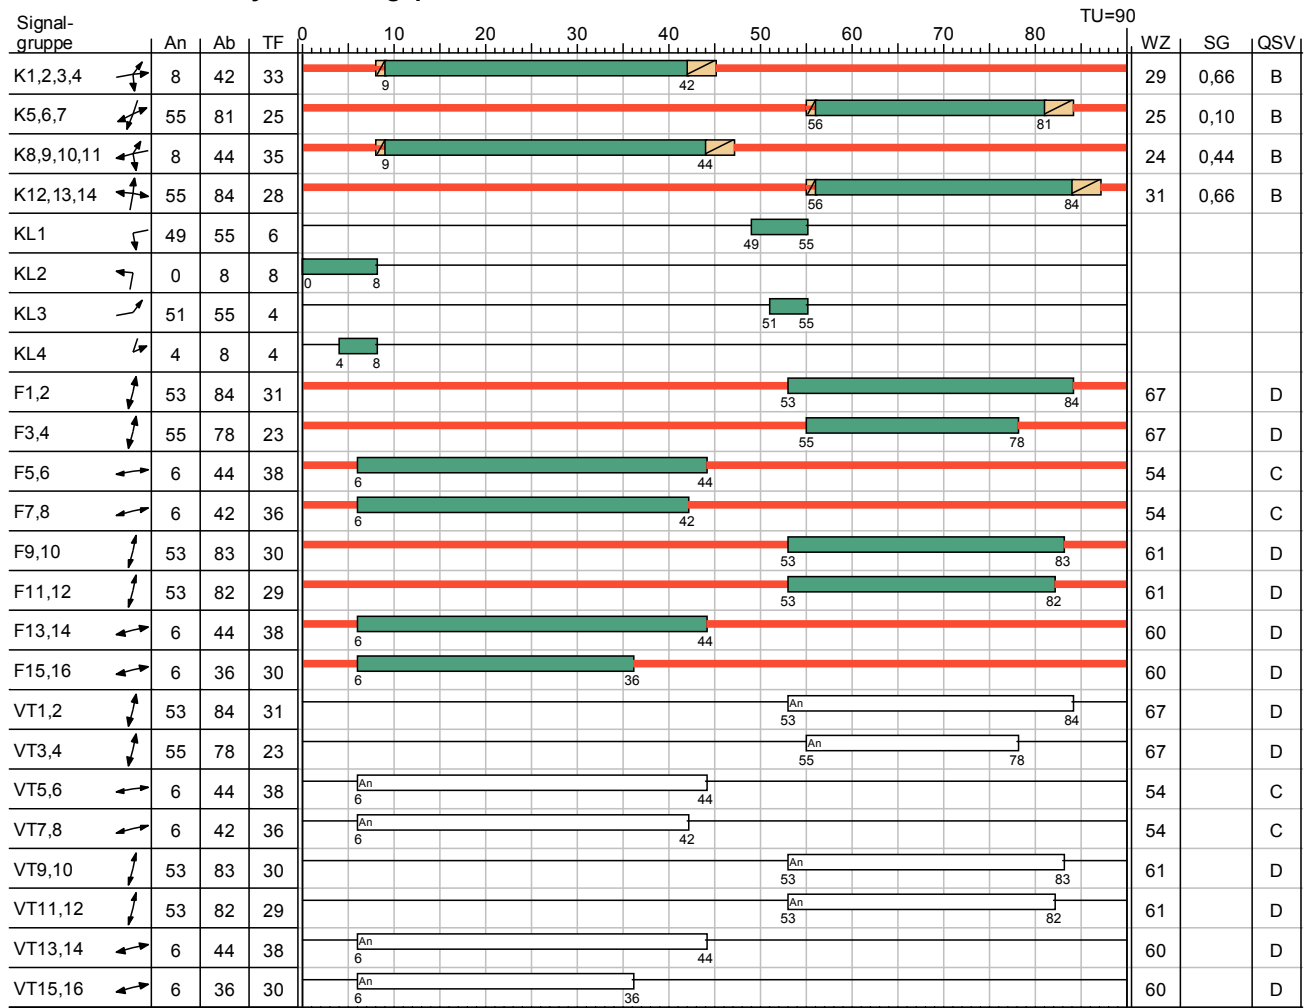 TU=90
Signal-
gruppe An Ab TF 0 10 20 30 40 50 60 70 80 WZ SG QSV
K1,2,3,4 8 42 33 29 0,66 B
9 42
K5,6,7 55 81 25 25 0,10 B
56 81
K8,9,10,11 8 44 35 24 0,44 B
9 44
K12,13,14 55 84 28 31 0,66 B
56 84
KL1 49 55 6
49 55
KL2 0 8 8
0 8
KL3 51 55 4
51 55
KL4 4 8 4
4 8
F1,2 53 84 31 67 D
53 84
F3,4 55 78 23 67 D
55 78
F5,6 6 44 38 54 C
6 44
F7,8 6 42 36 54 C
6 42
F9,10 53 83 30 61 D
53 83
F11,12 53 82 29 61 D
53 82
F13,14 6 44 38 60 D
6 44
F15,16 6 36 30 60 D
6 36
VT1,2 53 84 31 An 67 D
53 84
VT3,4 55 78 23 An 67 D
55 78
VT5,6 6 44 38 An 54 C
6 44
VT7,8 6 42 36 An 54 C
6 42
VT9,10 53 83 30 An 61 D
53 83
VT11,12 53 82 29 An 61 D
53 82
VT13,14 6 44 38 An 60 D
6 44
VT15,16 6 36 30 An 60 D
6 36